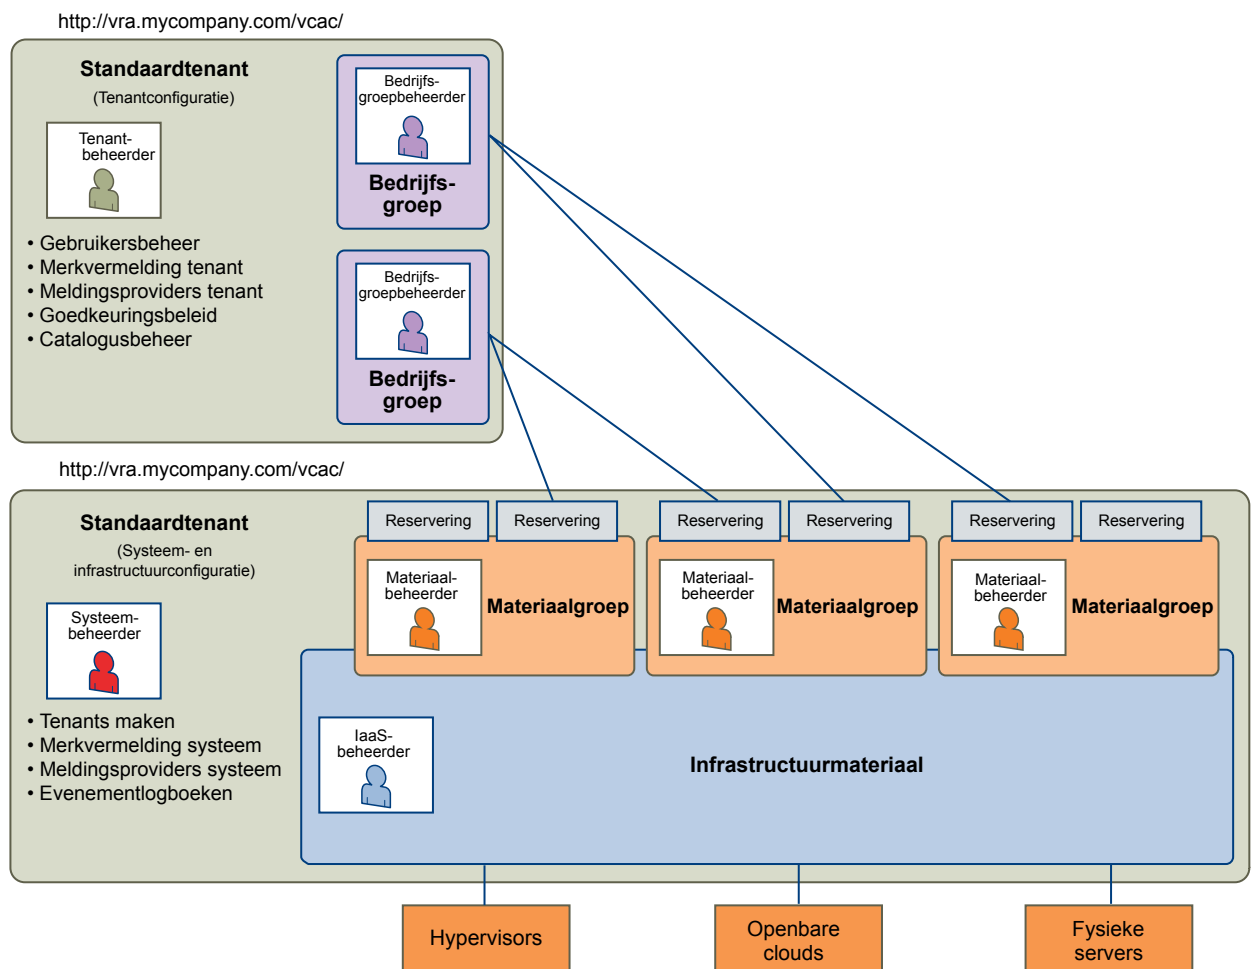 http://vra.mycompany.com/vcac/
Standaardtenant
(Tenantconfiguratie)
Tenant-
beheerder
• Gebruikersbeheer
• Merkvermelding tenant
• Meldingsproviders tenant
• Goedkeuringsbeleid
• Catalogusbeheer
Bedrijfs-
groepbeheerder
Bedrijfs-
groep
Bedrijfs-
groepbeheerder
Bedrijfs-
groep
http://vra.mycompany.com/vcac/
Standaardtenant
(Systeem- en
infrastructuurconfiguratie)
Systeem-
beheerder
• Tenants maken
• Merkvermelding systeem
• Meldingsproviders systeem
• Evenementlogboeken
Reservering
Reservering
Materiaal-
beheerder
Materiaalgroep
Reservering
Reservering
Materiaal-
beheerder
Materiaalgroep
Reservering
Reservering
Materiaal-
beheerder
Materiaalgroep
IaaS-
beheerder
Infrastructuurmateriaal
Hypervisors
Openbare
clouds
Fysieke
servers